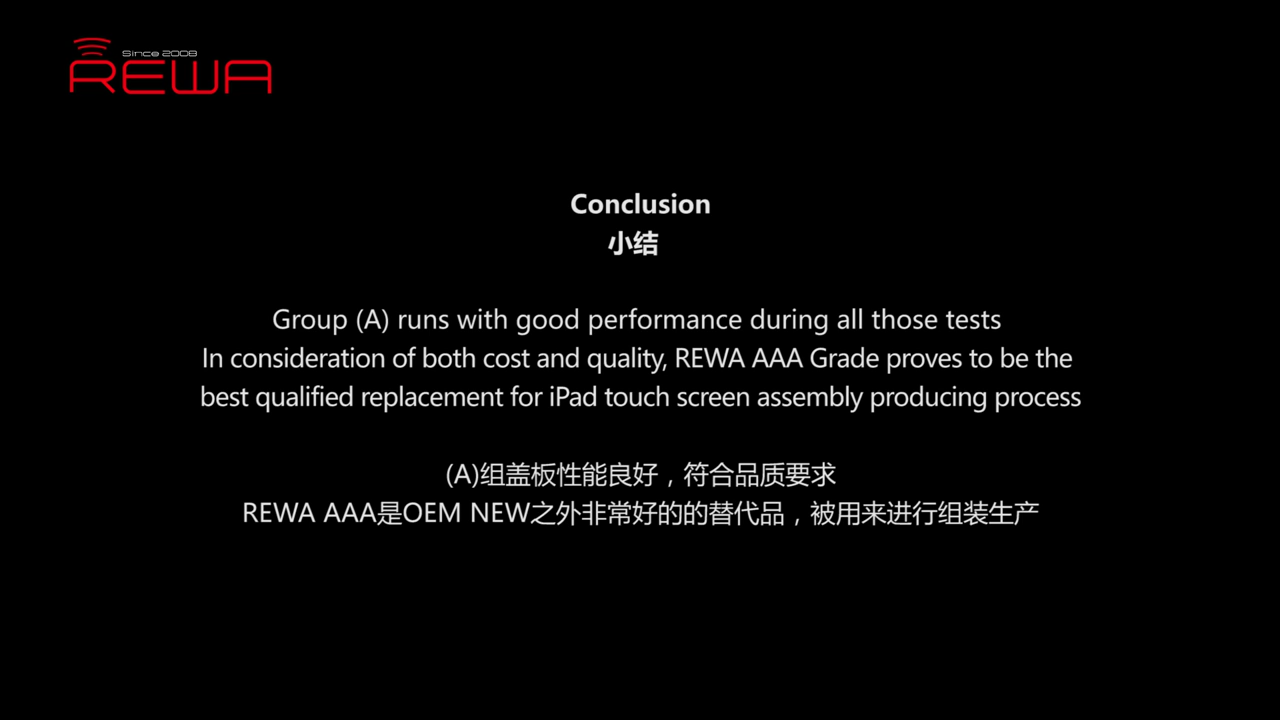 Since 2008
REWA
Conclusion
小结
Group (A) runs with good performance during all those tests
In consideration of both cost and quality, REWA AAA Grade proves to be the
best qualified replacement for iPad touch screen assembly producing process
(A)组盖板性能良好，符合品质要求
REWA AAA是OEM NEW之外非常好的的替代品，被用来进行组装生产